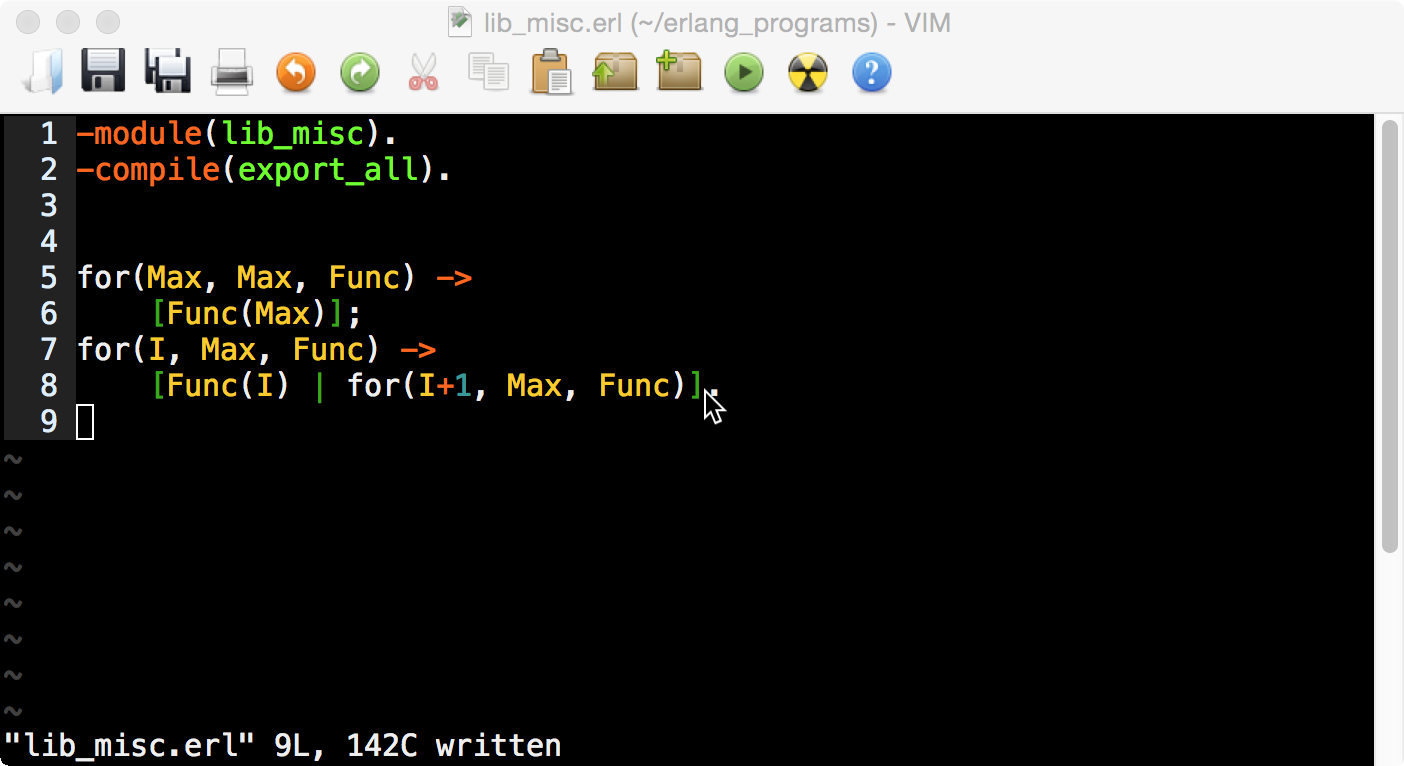 lib_misc.erl (~/erlang_programs) - VIM
1 -module(lib_misc).
2 -compile(export_all).
3
4
5 for(Max, Max, Func) ->
6     [Func(Max)];
7 for(I, Max, Func) ->
8     [Func(I) | for(I+1, Max, Func)].
9
~
~
~
~
~
~
~
~
"lib_misc.erl" 9L, 142C written